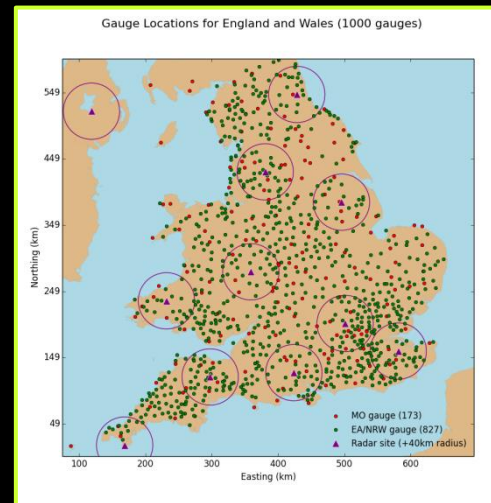 Gauge Locations for England and Wales (1000 gauges)
549
449
349
249
149
49
Northing (km)
100
200
300
400
500
600
Easting (km)
MO gauge (173)
EA/NRW gauge (827)
Radar site (+40km radius)